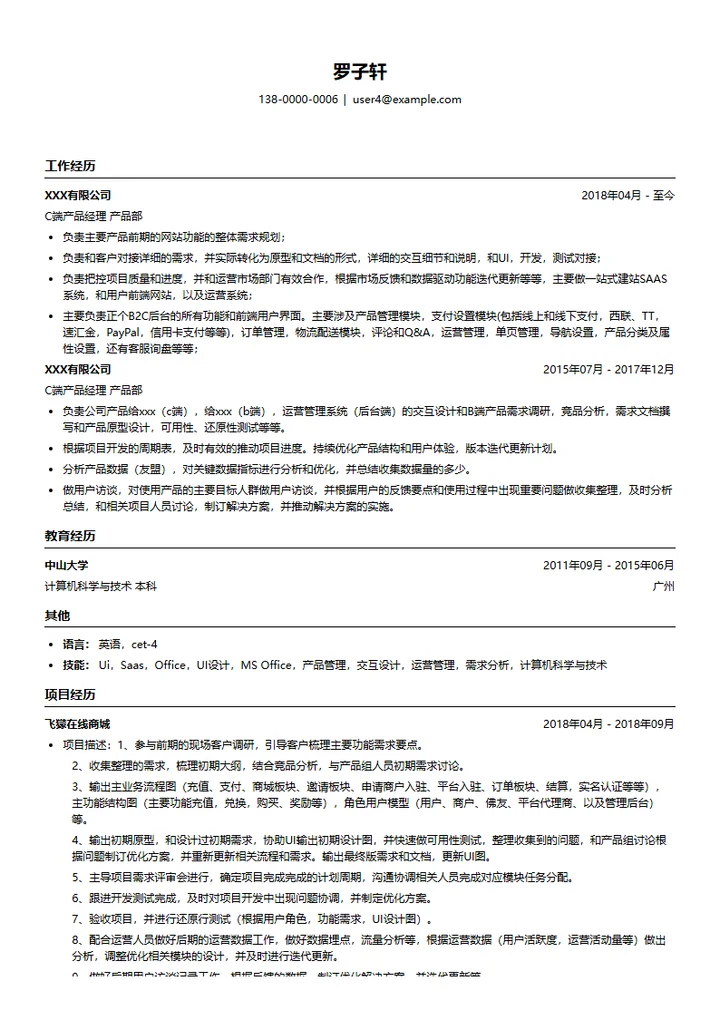 罗子轩
138-0000-0006 | user4@example.com
工作经历
XXX有限公司 2018年04月 - 至今
C端产品经理 产品部
• 负责主要产品前期的网站功能的整体需求规划；
• 负责和客户对接详细的需求，并实际转化为原型和文档的形式，详细的交互细节和说明，和UI，开发，测试对接；
• 负责把控项目质量和进度，并和运营市场部门有效合作，根据市场反馈和数据驱动功能迭代更新等等，主要做一站式建站SAAS
系统，和用户前端网站，以及运营系统；
• 主要负责正个B2C后台的所有功能和前端用户界面。主要涉及产品管理模块，支付设置模块(包括线上和线下支付，西联、TT，
速汇金，PayPal，信用卡支付等等)，订单管理，物流配送模块，评论和Q&A，运营管理，单页管理，导航设置，产品分类及属
性设置，还有客服询盘等等；
XXX有限公司 2015年07月 - 2017年12月
C端产品经理 产品部
• 负责公司产品给xxx（c端），给xxx（b端），运营管理系统（后台端）的交互设计和B端产品需求调研，竞品分析，需求文档撰
写和产品原型设计，可用性、还原性测试等等。
• 根据项目开发的周期表，及时有效的推动项目进度。持续优化产品结构和用户体验，版本迭代更新计划。
• 分析产品数据（友盟），对关键数据指标进行分析和优化，并总结收集数据量的多少。
• 做用户访谈，对使用产品的主要目标人群做用户访谈，并根据用户的反馈要点和使用过程中出现重要问题做收集整理，及时分析
总结，和相关项目人员讨论，制订解决方案，并推动解决方案的实施。
教育经历
中山大学 2011年09月 - 2015年06月
计算机科学与技术 本科 广州
其他
• 语言： 英语，cet-4
• 技能： Ui，Saas，Office，UI设计，MS Office，产品管理，交互设计，运营管理，需求分析，计算机科学与技术
项目经历
飞猿在线商城 2018年04月 - 2018年09月
• 项目描述：1、参与前期的现场客户调研，引导客户梳理主要功能需求要点。
2、收集整理的需求，梳理初期大纲，结合竞品分析，与产品组人员初期需求讨论。
3、输出主业务流程图（充值、支付、商城板块、邀请板块、申请商户入驻、平台入驻、订单板块、结算，实名认证等等），
主功能结构图（主要功能充值，兑换，购买、奖励等），角色用户模型（用户、商户、佛友、平台代理商、以及管理后台）
等。
4、输出初期原型，和设计过初期需求，协助UI输出初期设计图，并快速做可用性测试，整理收集到的问题，和产品组讨论根
据问题制订优化方案，并重新更新相关流程和需求。输出最终版需求和文档，更新UI图。
5、主导项目需求评审会进行，确定项目完成完成的计划周期，沟通协调相关人员完成对应模块任务分配。
6、跟进开发测试完成，及时对项目开发中出现问题协调，并制定优化方案。
7、验收项目，并进行还原行测试（根据用户角色，功能需求，UI设计图）。
8、配合运营人员做好后期的运营数据工作，做好数据埋点，流量分析等，根据运营数据（用户活跃度，运营活动量等）做出
分析，调整优化相关模块的设计，并及时进行迭代更新。